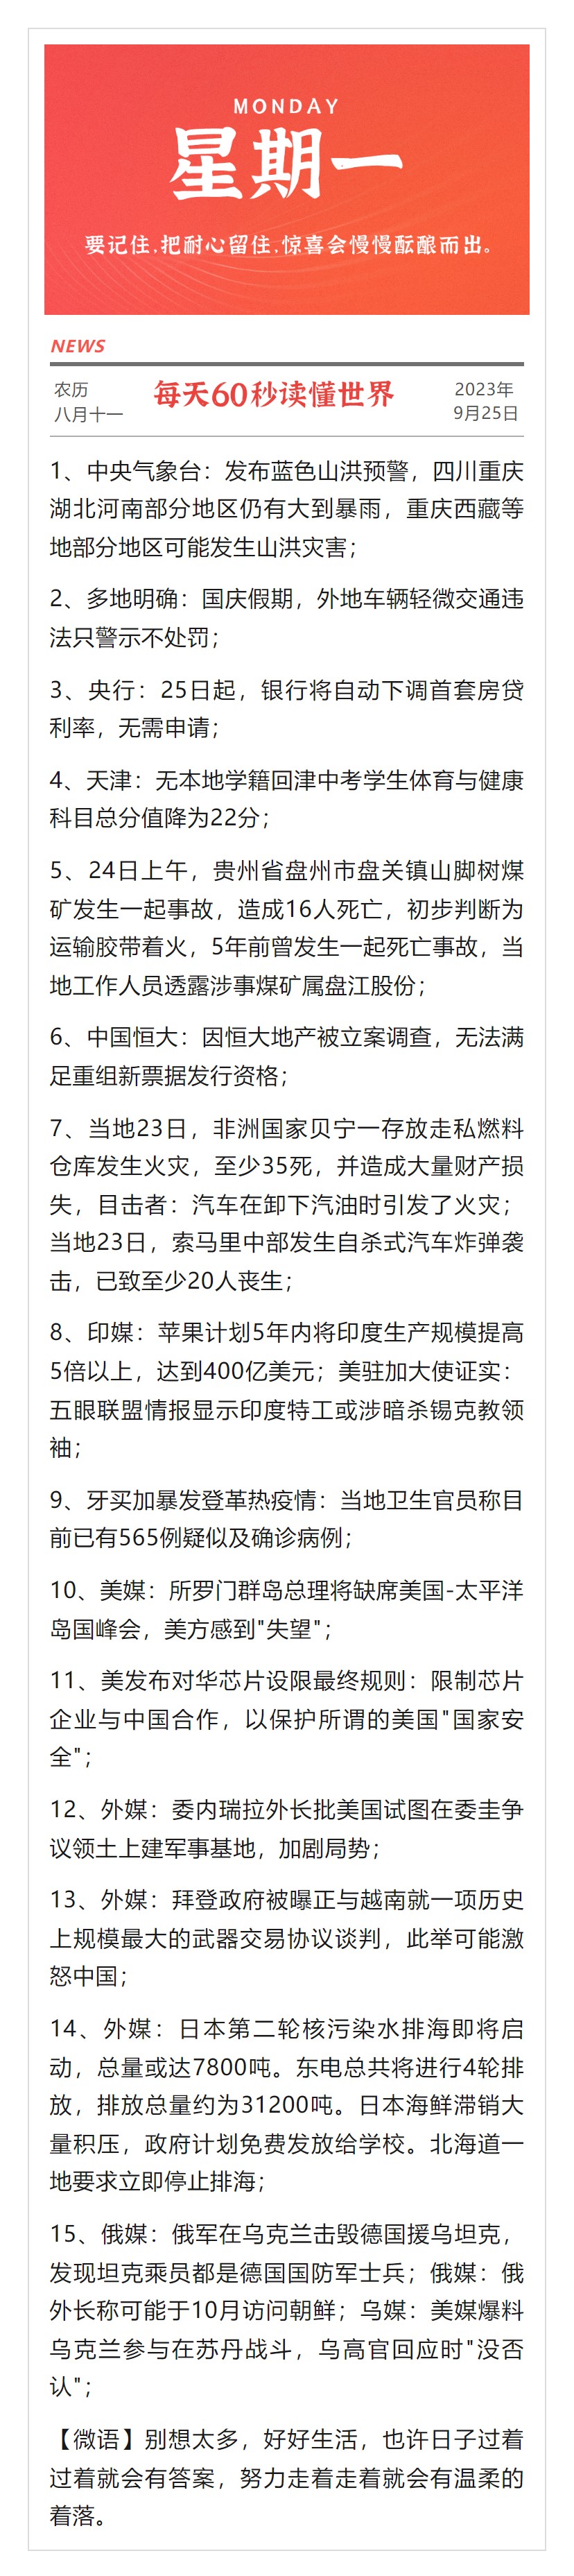 MONDAY
星期一
要记住,把耐心留住,惊喜会慢慢酝酿而出。
NEWS
农历
八月十一
每天60秒读懂世界
2023年
9月25日
1、中央气象台：发布蓝色山洪预警，四川重庆
湖北河南部分地区仍有大到暴雨，重庆西藏等
地部分地区可能发生山洪灾害；
2、多地明确：国庆假期，外地车辆轻微交通违
法只警示不处罚；
3、央行：25日起，银行将自动下调首套房贷
利率，无需申请；
4、天津：无本地学籍回津中考学生体育与健康
科目总分值降为22分；
5、24日上午，贵州省盘州市盘关镇山脚树煤
矿发生一起事故，造成16人死亡，初步判断为
运输胶带着火，5年前曾发生一起死亡事故，当
地工作人员透露涉事煤矿属盘江股份；
6、中国恒大：因恒大地产被立案调查，无法满
足重组新票据发行资格；
7、当地23日，非洲国家贝宁一存放走私燃料
仓库发生火灾，至少35死，并造成大量财产损
失，目击者：汽车在卸下汽油时引发了火灾；
当地23日，索马里中部发生自杀式汽车炸弹袭
击，已致至少20人丧生；
8、印媒：苹果计划5年内将印度生产规模提高
5倍以上，达到400亿美元；美驻加大使证实：
五眼联盟情报显示印度特工或涉暗杀锡克教领
袖；
9、牙买加暴发登革热疫情：当地卫生官员称目
前已有565例疑似及确诊病例；
10、美媒：所罗门群岛总理将缺席美国-太平洋
岛国峰会，美方感到"失望"；
11、美发布对华芯片设限最终规则：限制芯片
企业与中国合作，以保护所谓的美国"国家安
全"；
12、外媒：委内瑞拉外长批美国试图在委圭争
议领土上建军事基地，加剧局势；
13、外媒：拜登政府被曝正与越南就一项历史
上规模最大的武器交易协议谈判，此举可能激
怒中国；
14、外媒：日本第二轮核污染水排海即将启
动，总量或达7800吨。东电总共将进行4轮排
放，排放总量约为31200吨。日本海鲜滞销大
量积压，政府计划免费发放给学校。北海道一
地要求立即停止排海；
15、俄媒：俄军在乌克兰击毁德国援乌坦克，
发现坦克乘员都是德国国防军士兵；俄媒：俄
外长称可能于10月访问朝鲜；乌媒：美媒爆料
乌克兰参与在苏丹战斗，乌高官回应时"没否
认"；
【微语】别想太多，好好生活，也许日子过着
过着就会有答案，努力走着走着就会有温柔的
着落。